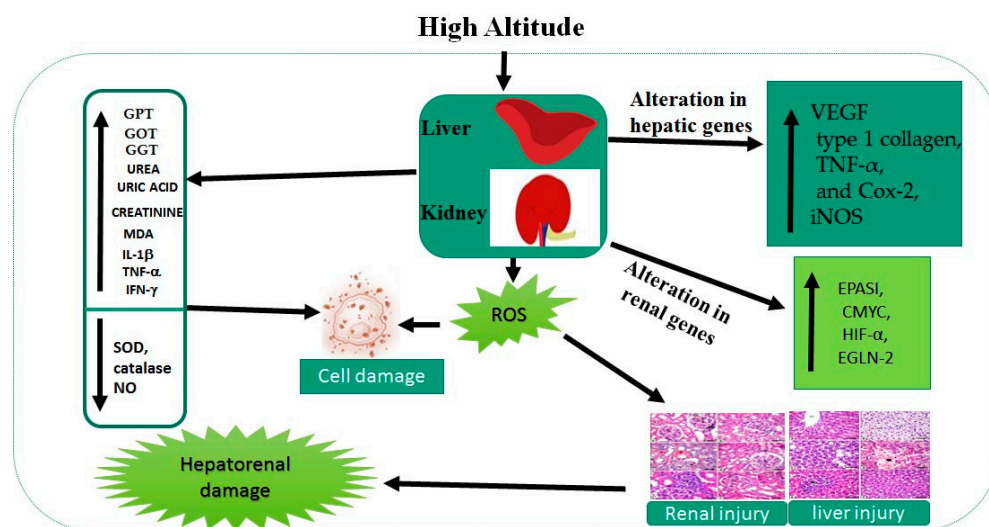 High Altitude
GPT
GOT
GGT
UREA
URIC ACID
CREATININE
MDA
IL-1β
TNF-α
IFN-γ
SOD,
catalase
NO
Liver
Kidney
Alteration in
hepatic genes
VEGF
type 1 collagen,
TNF-α,
and Cox-2,
iNOS
Alteration in
renal genes
EPASI,
CMYC,
HIF-α,
EGLN-2
ROS
Cell damage
Hepatorenal
damage
Renal injury
liver injury